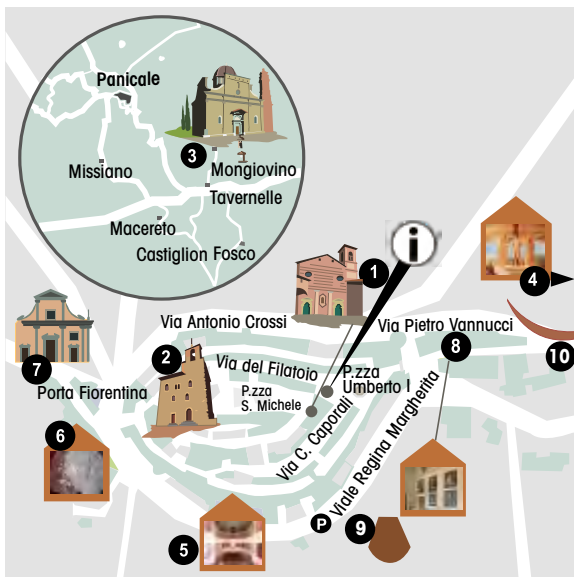 Panicale
3
Mongiovino
Missiano
Tavernelle
Macereto
Castiglion Fosco
i
1
4
Via Antonio Crossi
Via Pietro Vannucci
10
7
2
Via del Filatoio
P.zza
Umberto I
8
Porta Fiorentina
P.zza
S. Michele
Via C. Caporali
Viale Regina Margherita
6
P
9
5